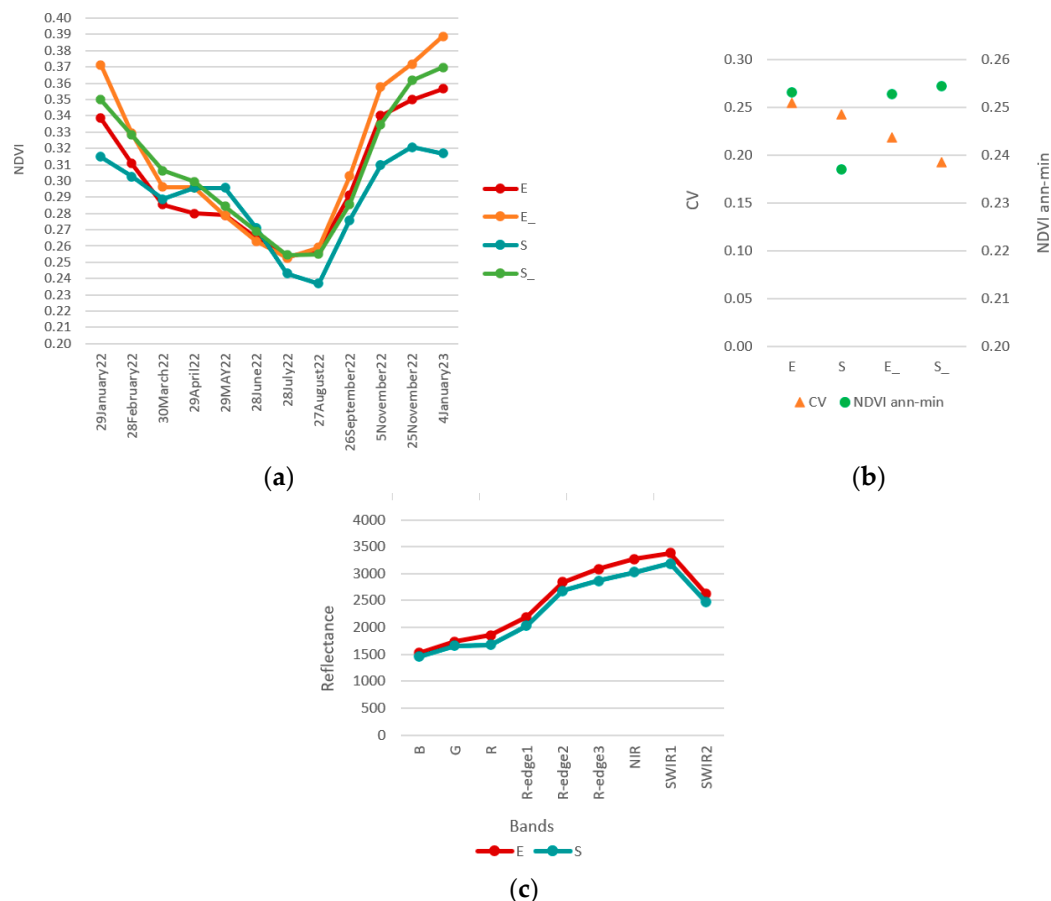 0.40
0.39
0.38
0.37
0.36
0.35
0.34
0.33
0.32
0.31
0.30
0.29
0.28
0.27
0.26
0.25
0.24
0.23
0.22
0.21
0.20
NDVI
29January22
28February22
30March22
29April22
29MAY22
28June22
28July22
27August22
26September22
5November22
25November22
4January23
E
E_
S
S_
(a)
0.30
0.25
0.20
0.15
0.10
0.05
0.00
CV
0.26
0.25
0.24
0.23
0.22
0.21
0.20
NDVI ann-min
E S E_ S_
CV NDVI ann-min
(b)
4000
3500
3000
2500
2000
1500
1000
500
0
Reflectance
B
G
R
R-edge1
R-edge2
R-edge3
NIR
SWIR1
SWIR2
Bands
E S
(c)